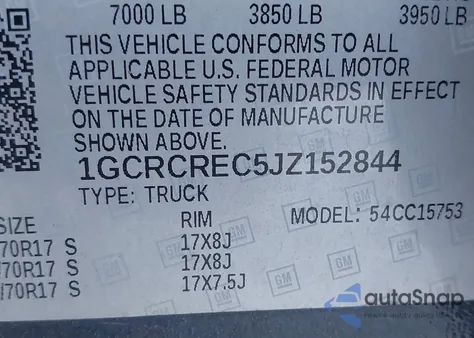 7000 LB 3850 LB 3950 LB
THIS VEHICLE CONFORMS TO ALL
APPLICABLE U.S. FEDERAL MOTOR
VEHICLE SAFETY STANDARDS IN EFFECT
ON THE DATE OF MANUFACTURE
SHOWN ABOVE.
1GCRCREC5JZ152844
TYPE: TRUCK
MODEL: 54CC15753
SIZE RIM
/70R17 S 17X8J
/70R17 S 17X8J
/70R17 S 17X7.5J
GM
autoSnap